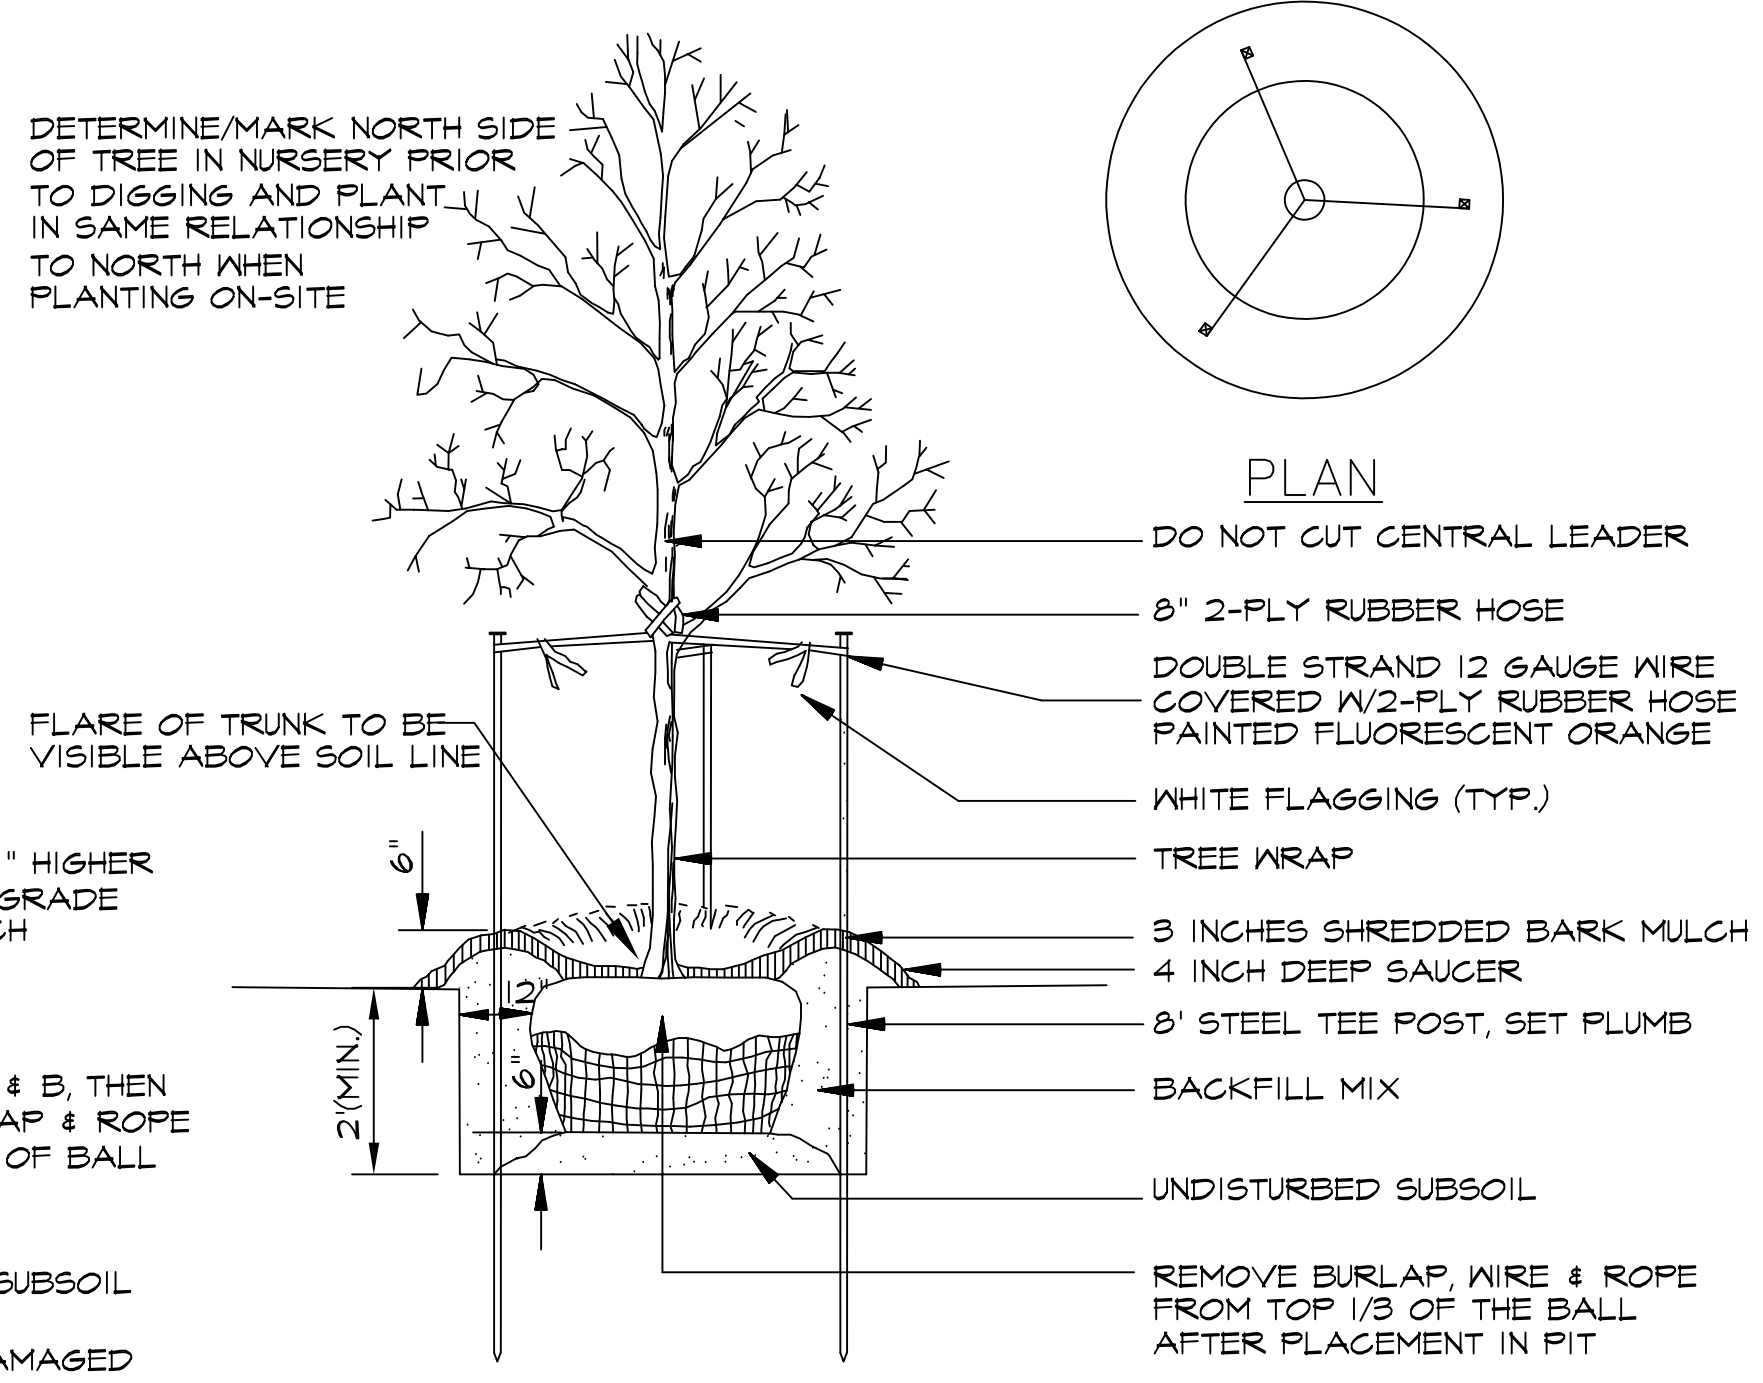 DETERMINE/MARK NORTH SIDE
OF TREE IN NURSERY PRIOR
TO DIGGING AND PLANT
IN SAME RELATIONSHIP
TO NORTH WHEN
PLANTING ON-SITE
FLARE OF TRUNK TO BE
VISIBLE ABOVE SOIL LINE
" HIGHER
GRADE
CH
& B, THEN
AP & ROPE
OF BALL
SUBSOIL
AMAGED
6"
12"
2'(MIN.)
6"
PLAN
DO NOT CUT CENTRAL LEADER
8" 2-PLY RUBBER HOSE
DOUBLE STRAND 12 GAUGE WIRE
COVERED W/2-PLY RUBBER HOSE
PAINTED FLUORESCENT ORANGE
WHITE FLAGGING (TYP.)
TREE WRAP
3 INCHES SHREDDED BARK MULCH
4 INCH DEEP SAUCER
8' STEEL TEE POST, SET PLUMB
BACKFILL MIX
UNDISTURBED SUBSOIL
REMOVE BURLAP, WIRE & ROPE
FROM TOP 1/3 OF THE BALL
AFTER PLACEMENT IN PIT